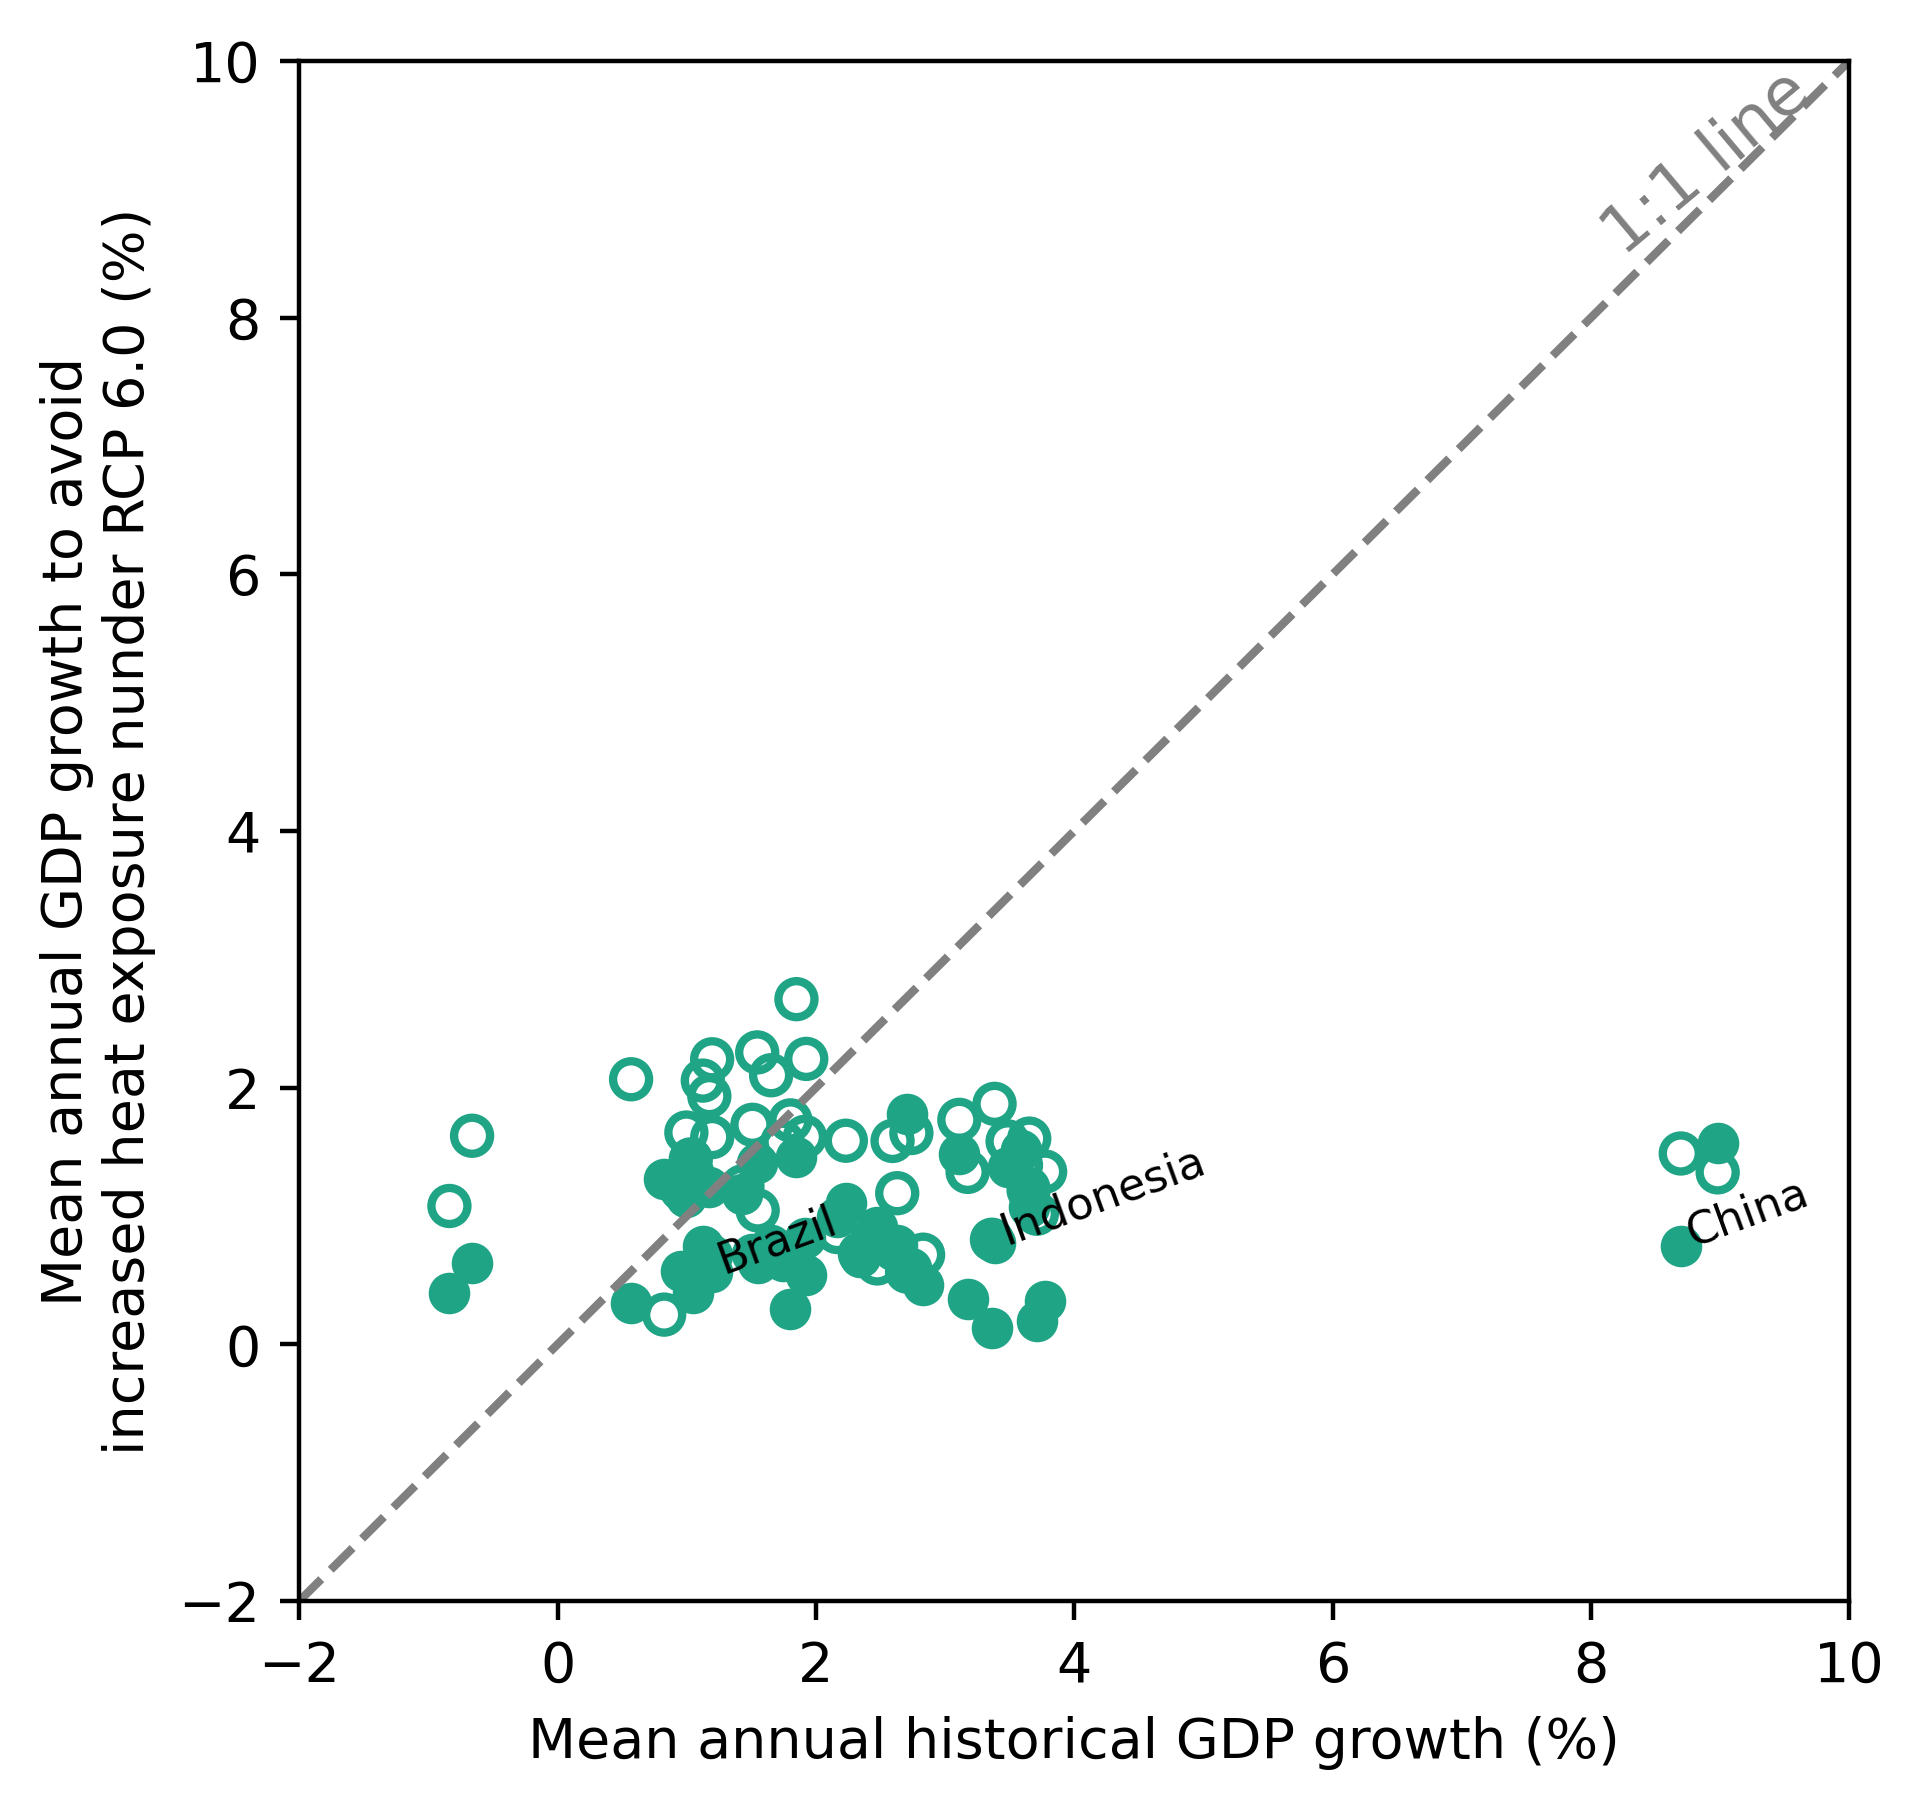 Mean annual GDP growth to avoid
increased heat exposure nunder RCP 6.0 (%)
10
8
6
4
2
0
−2
1:1 line
Brazil
Indonesia
China
−2 0 2 4 6 8 10
Mean annual historical GDP growth (%)